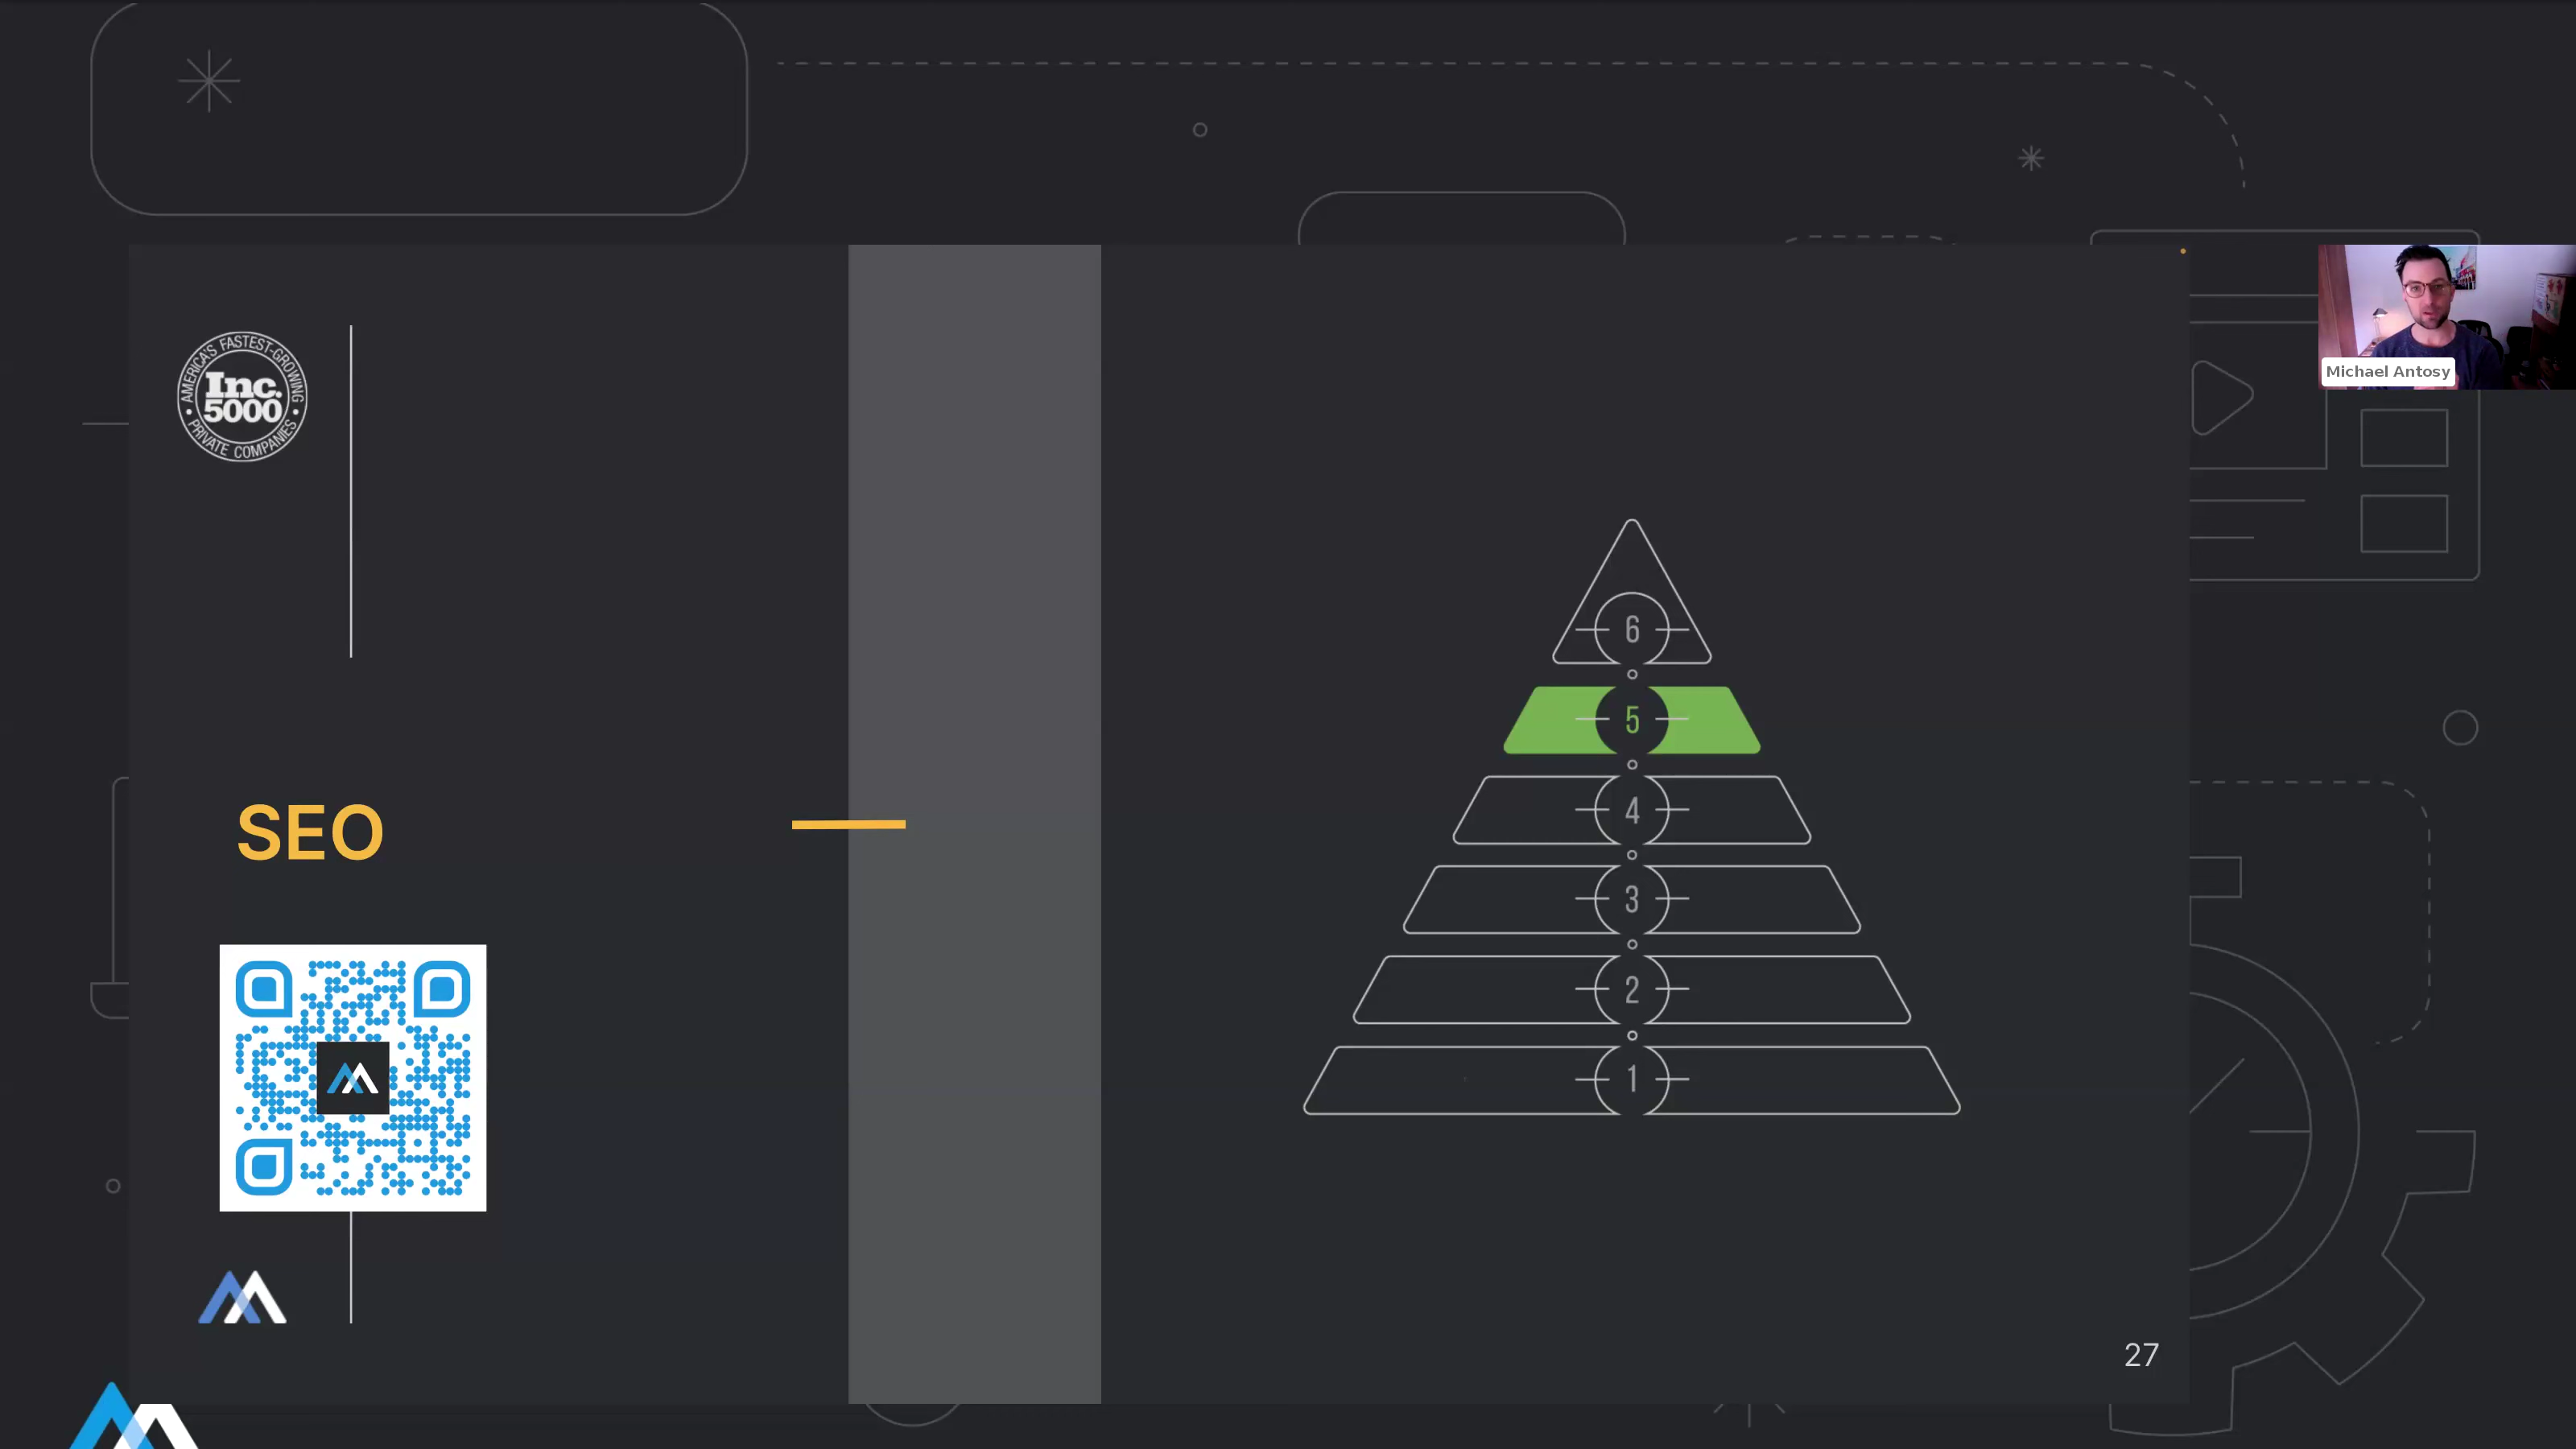 AMERICA'S FASTEST-GROWING
Inc.
5000
PRIVATE COMPANIES
Michael Antosy
6
5
SEO
4
3
2
1
27